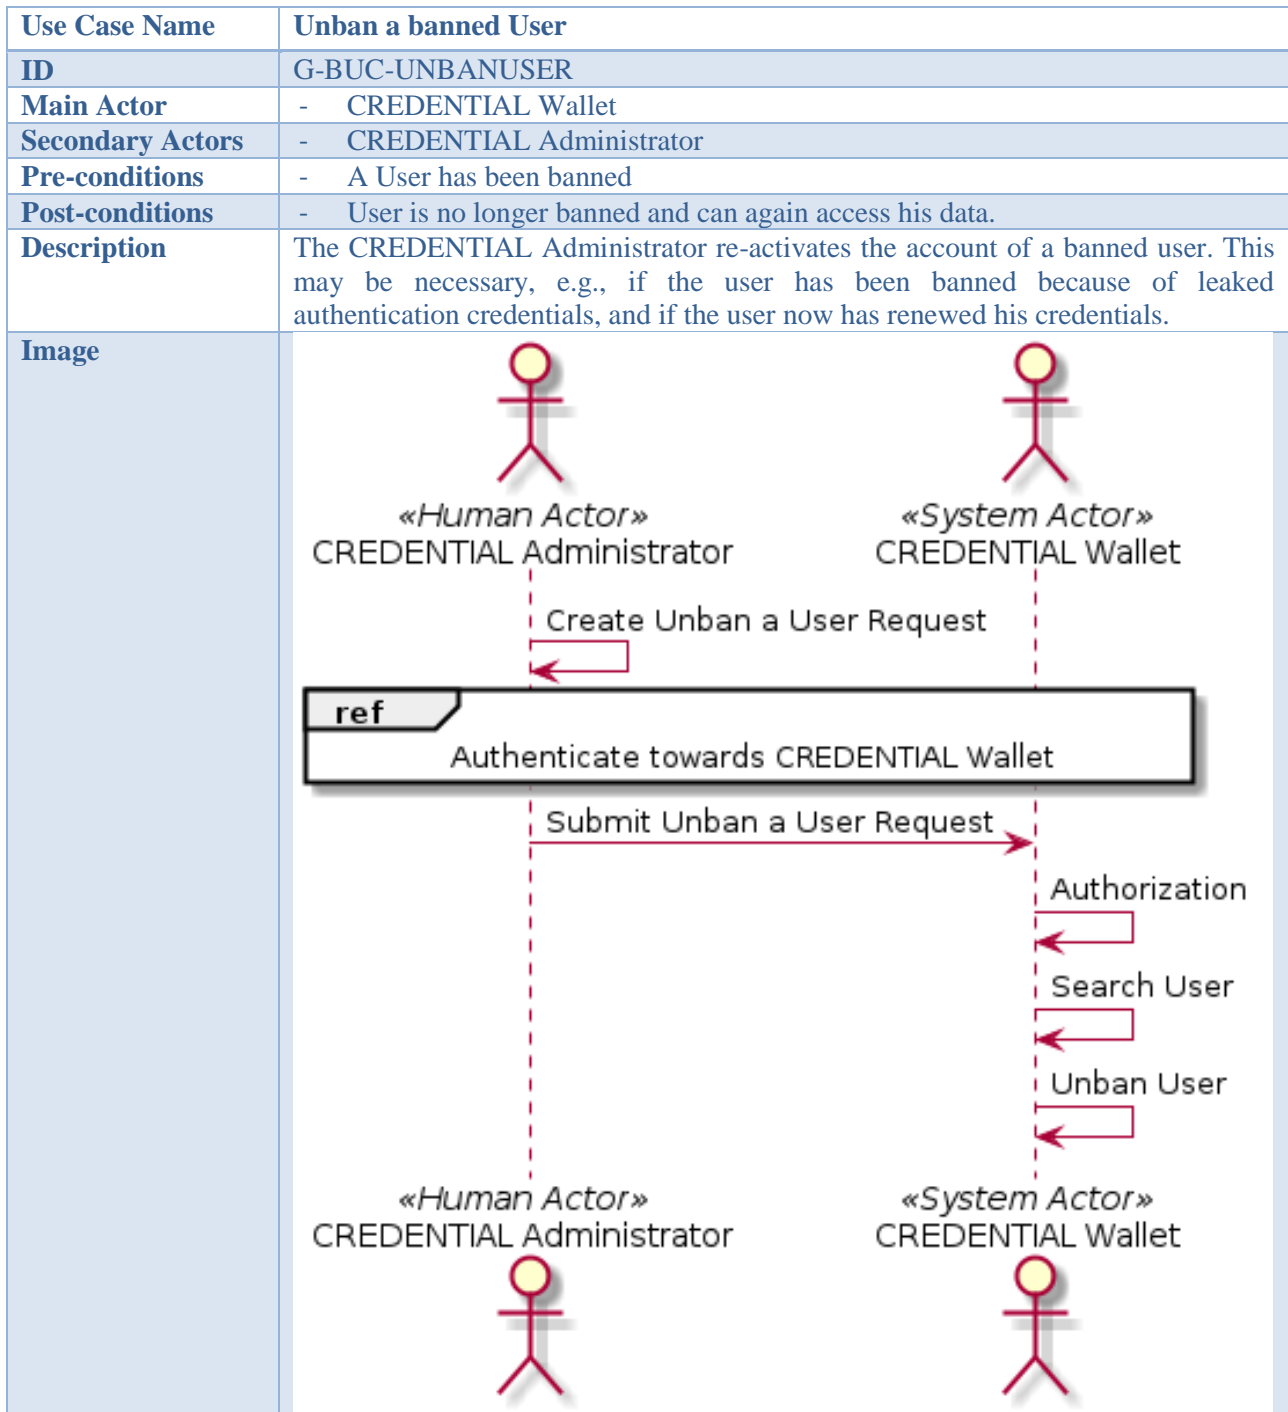 Use Case Name Unban a banned User
ID G-BUC-UNBANUSER
Main Actor - CREDENTIAL Wallet
Secondary Actors - CREDENTIAL Administrator
Pre-conditions - A User has been banned
Post-conditions - User is no longer banned and can again access his data.
Description The CREDENTIAL Administrator re-activates the account of a banned user. This
may be necessary, e.g., if the user has been banned because of leaked
authentication credentials, and if the user now has renewed his credentials.
Image
«Human Actor» «System Actor»
CREDENTIAL Administrator CREDENTIAL Wallet
Create Unban a User Request
ref
Authenticate towards CREDENTIAL Wallet
Submit Unban a User Request
Authorization
Search User
Unban User
«Human Actor» «System Actor»
CREDENTIAL Administrator CREDENTIAL Wallet